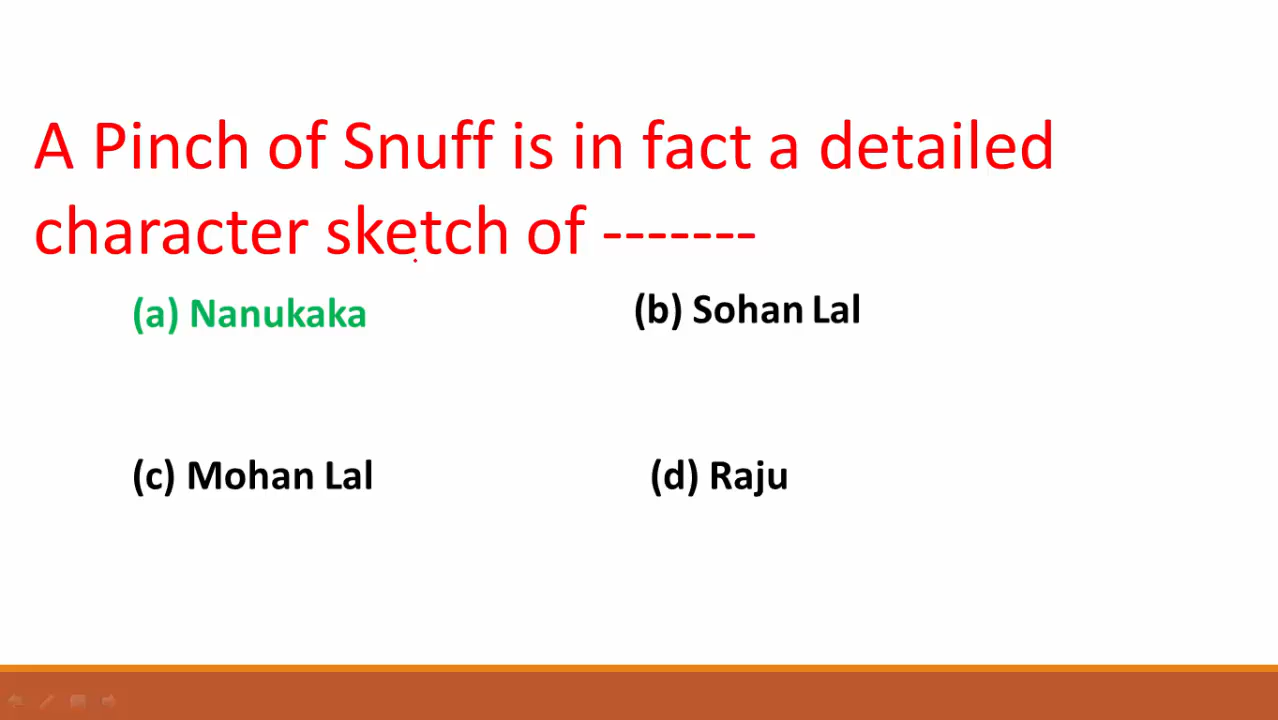 A Pinch of Snuff is in fact a detailed
character sketch of -------
(a) Nanukaka
(b) Sohan Lal
(c) Mohan Lal
(d) Raju